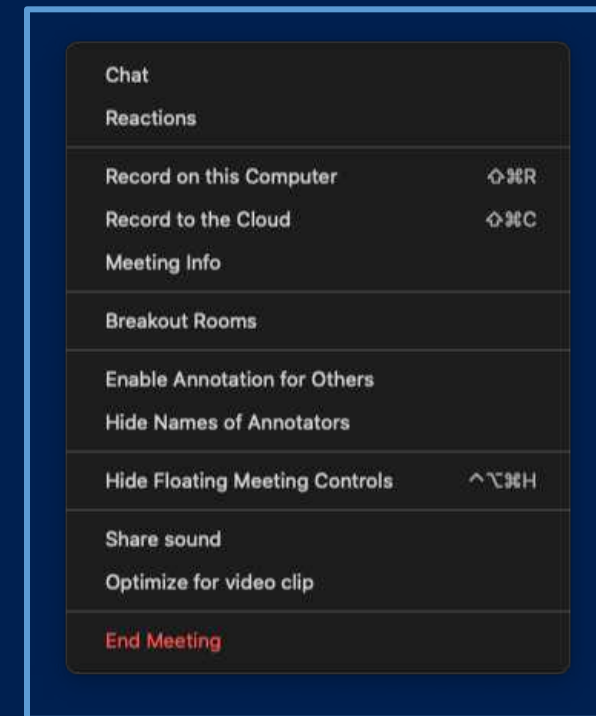 Chat
Reactions
Record on this Computer ⇧⌘R
Record to the Cloud ⇧⌘C
Meeting Info
Breakout Rooms
Enable Annotation for Others
Hide Names of Annotators
Hide Floating Meeting Controls ^⌥⌘H
Share sound
Optimize for video clip
End Meeting